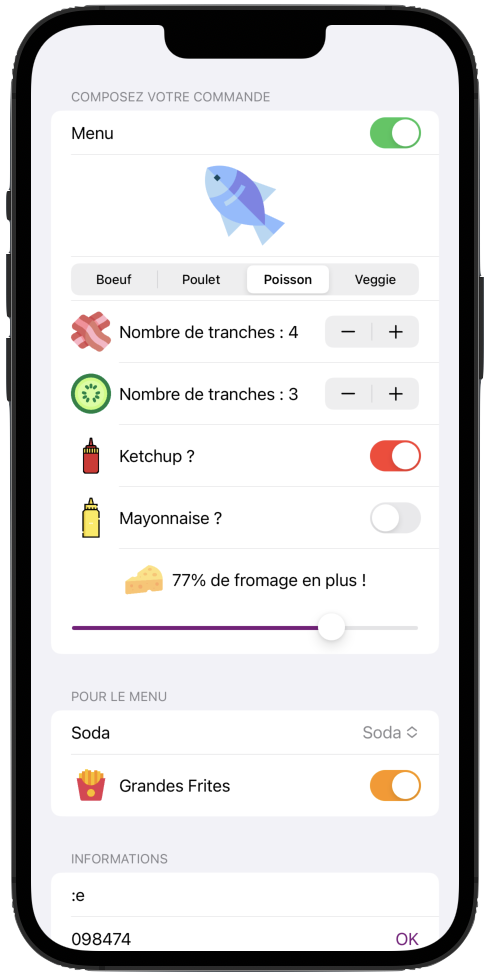 COMPOSEZ VOTRE COMMANDE
Menu
Boeuf Poulet Poisson Veggie
Nombre de tranches : 4
Nombre de tranches : 3
Ketchup ?
Mayonnaise ?
77% de fromage en plus !
POUR LE MENU
Soda Soda
Grandes Frites
INFORMATIONS
:e
098474 OK